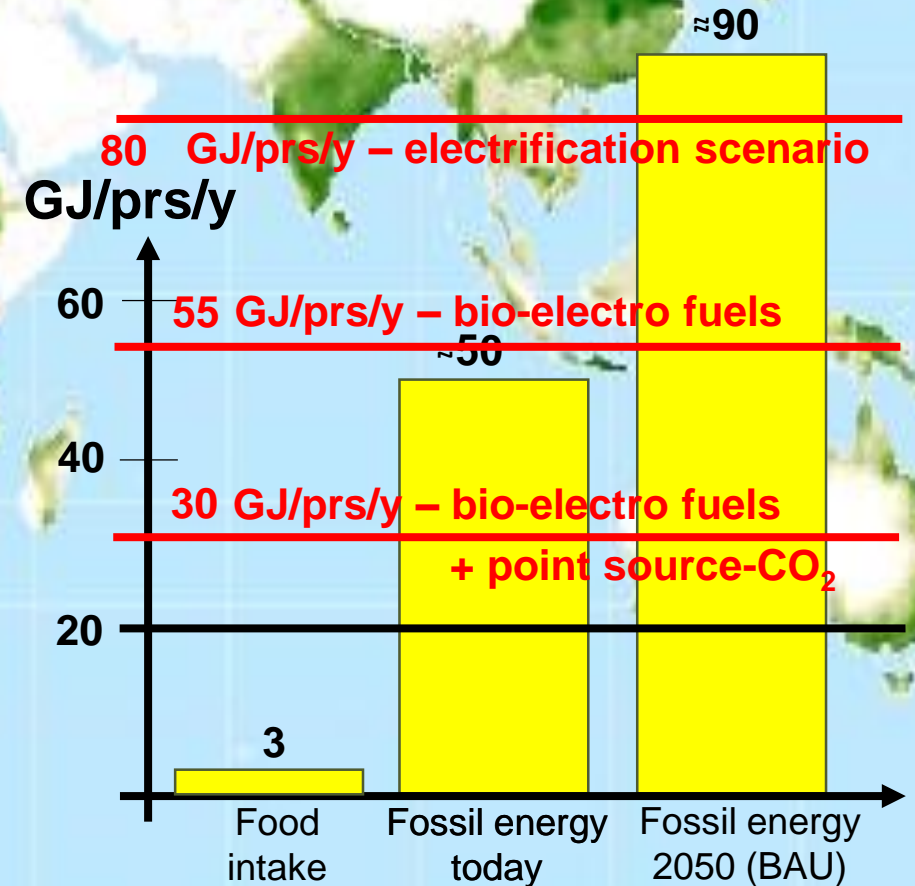 ≈90
80 GJ/prs/y – electrification scenario
GJ/prs/y
60
55 GJ/prs/y – bio-electro fuels
≈50
40
30 GJ/prs/y – bio-electro fuels
+ point source-CO₂
20
3
Food
intake
Fossil energy
today
Fossil energy
2050 (BAU)